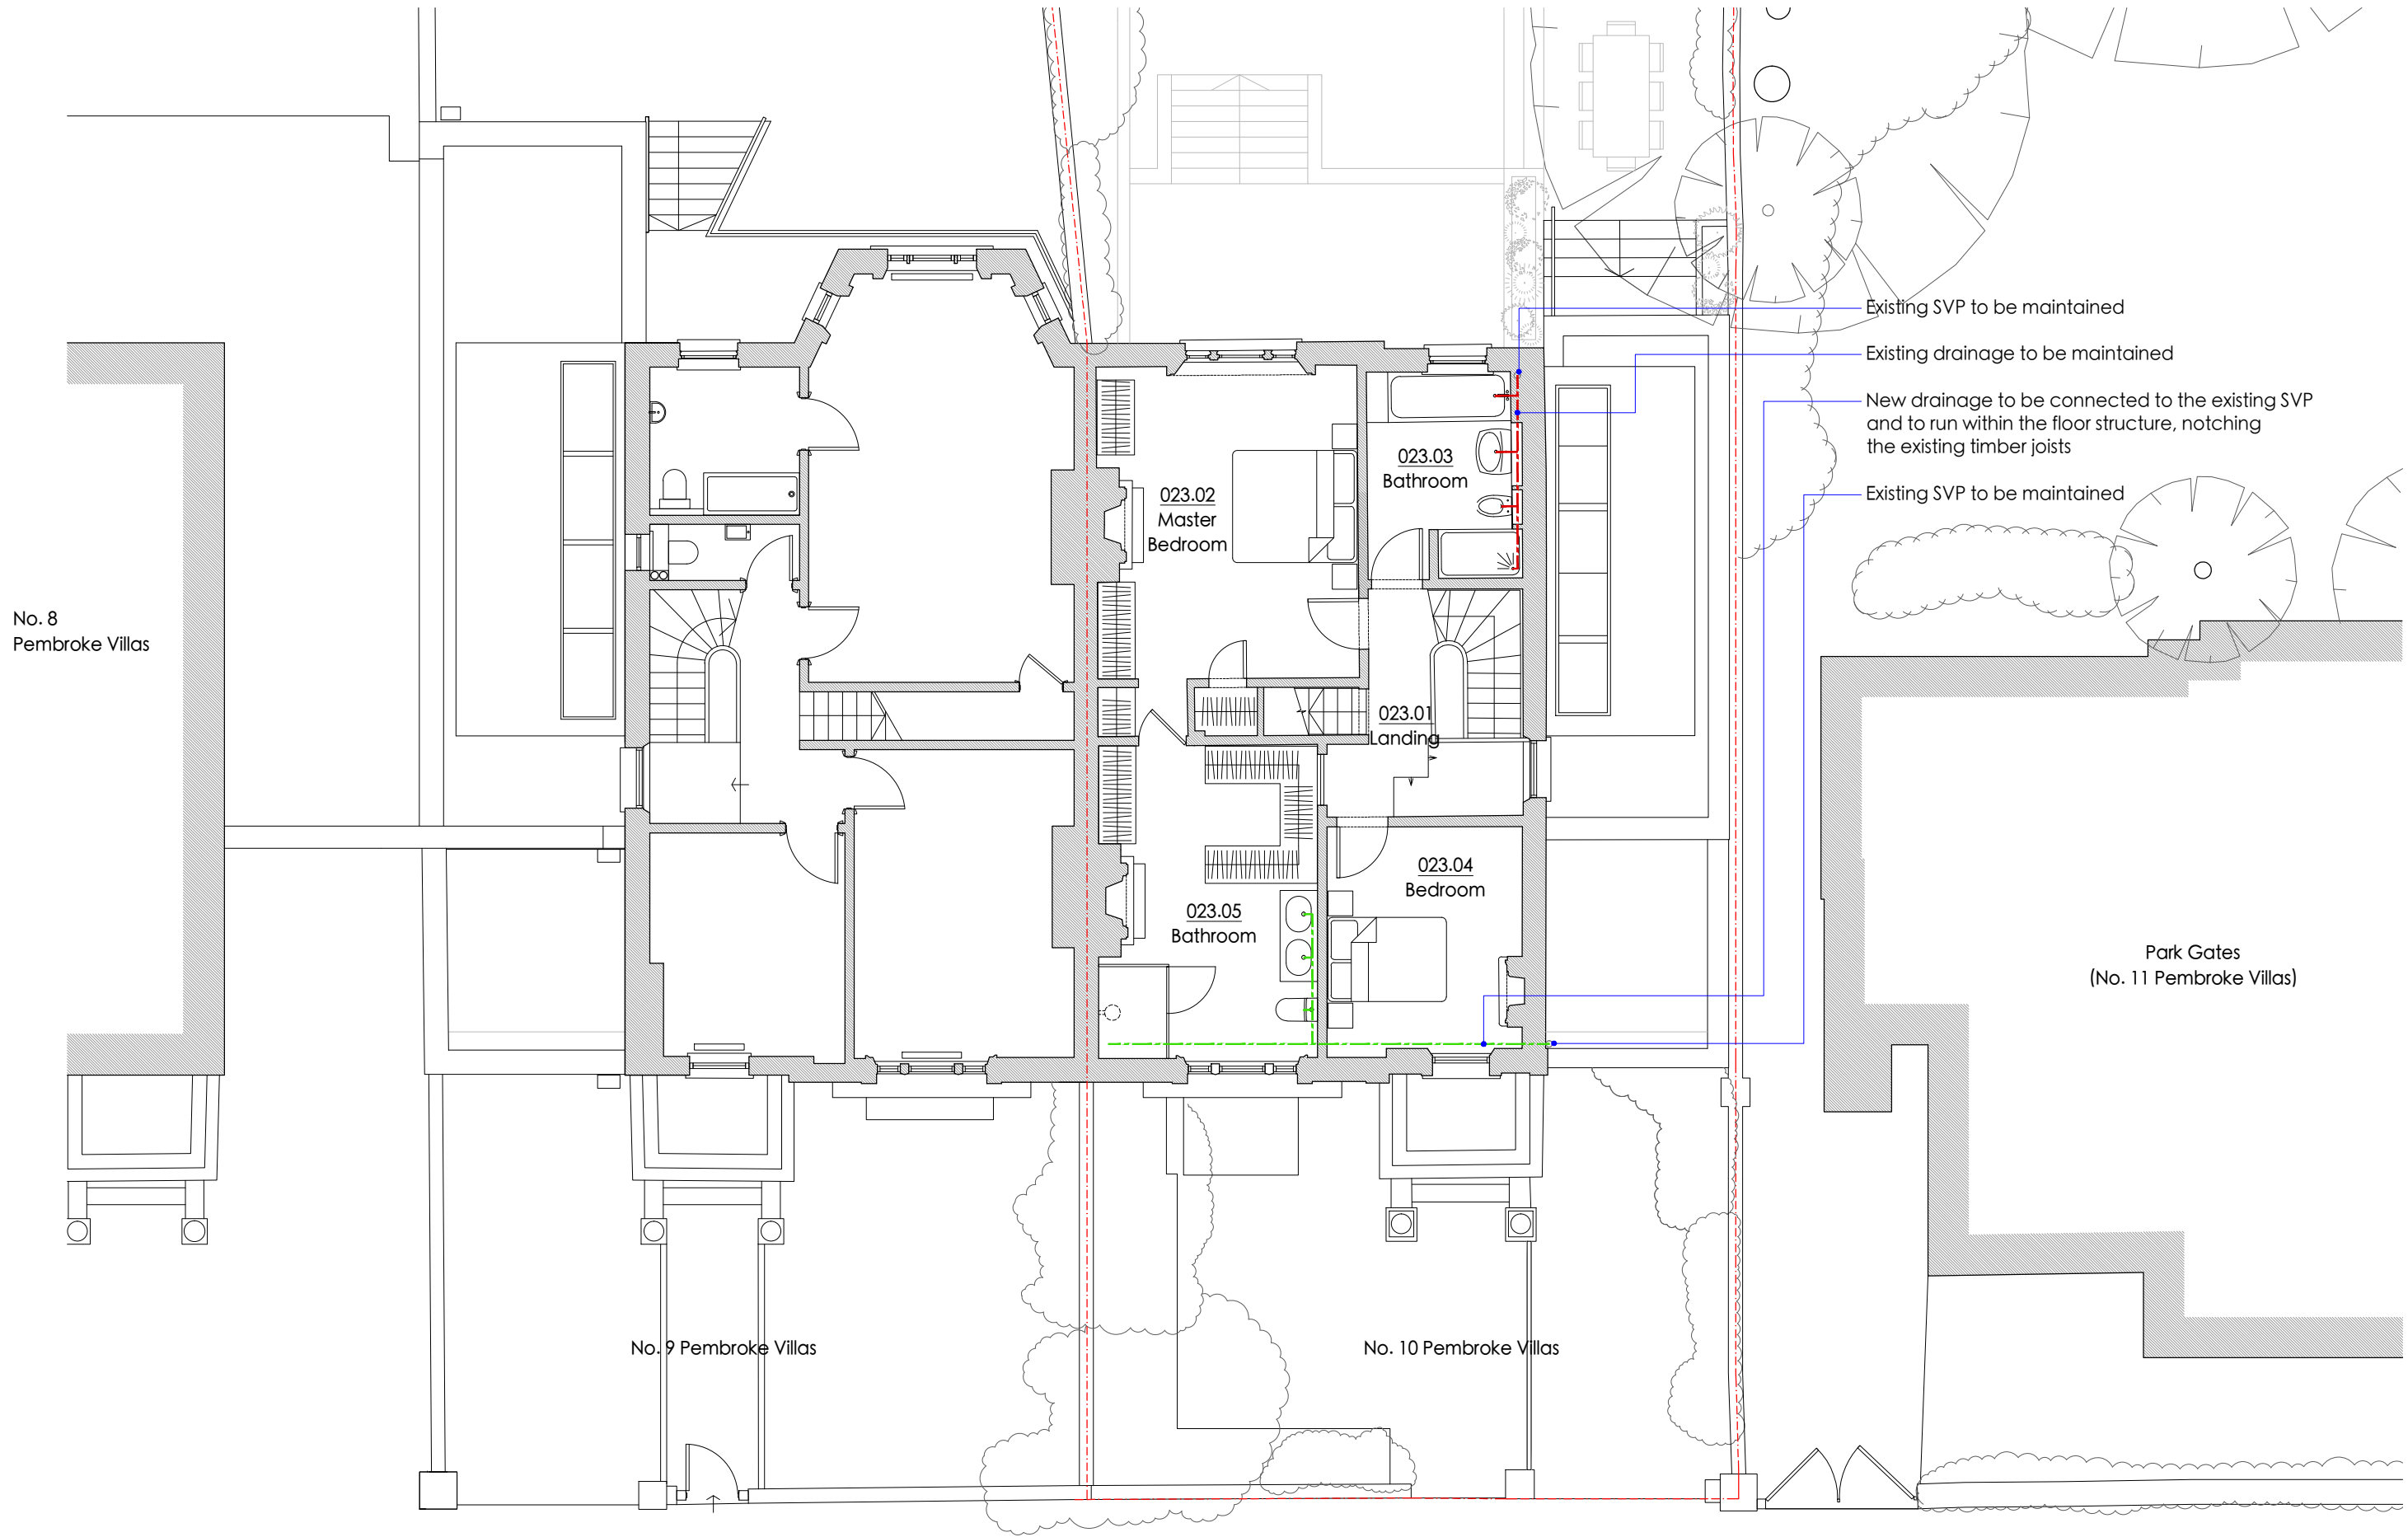 Existing SVP to be maintained
Existing drainage to be maintained
New drainage to be connected to the existing SVP
and to run within the floor structure, notching
the existing timber joists
Existing SVP to be maintained
023.03
Bathroom
023.02
Master
Bedroom
No. 8
Pembroke Villas
023.01
Landing
023.04
Bedroom
023.05
Bathroom
Park Gates
(No. 11 Pembroke Villas)
No. 9 Pembroke Villas
No. 10 Pembroke Villas